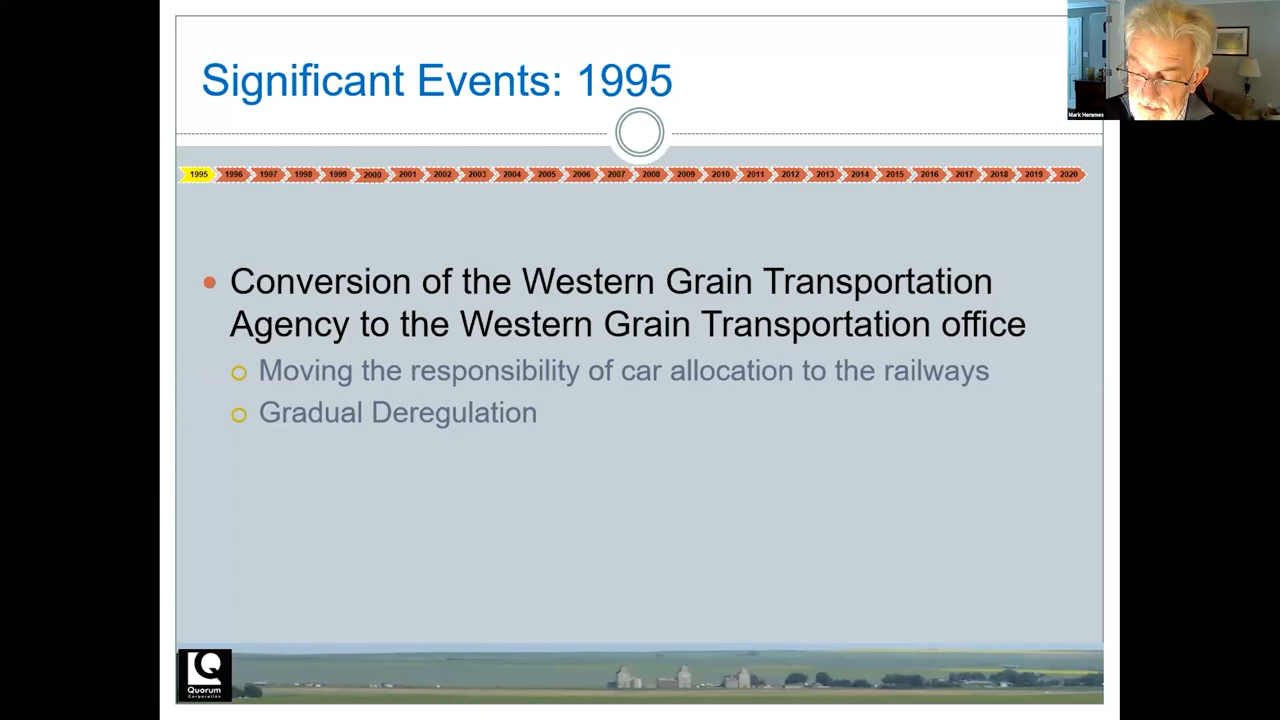 Significant Events: 1995
Mark Hemmes
1995 1996 1997 1998 1999 2000 2001 2002 2003 2004 2005 2006 2007 2008 2009 2010 2011 2012 2013 2014 2015 2016 2017 2018 2019 2020
Conversion of the Western Grain Transportation
Agency to the Western Grain Transportation office
Moving the responsibility of car allocation to the railways
Gradual Deregulation
Quorum
Corporation